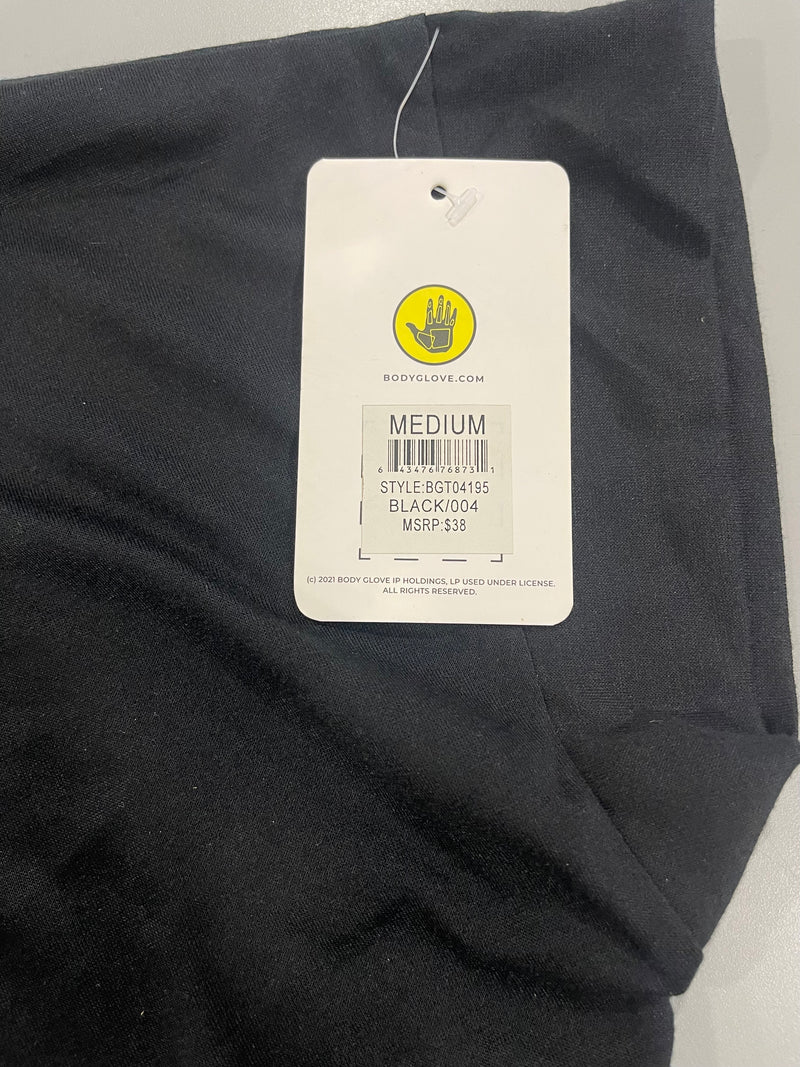 BODYGLOVE.COM
MEDIUM
6 43476 76873 1
STYLE:BGT04195
BLACK/004
MSRP:$38
(c) 2021 BODY GLOVE IP HOLDINGS, LP USED UNDER LICENSE.
ALL RIGHTS RESERVED.